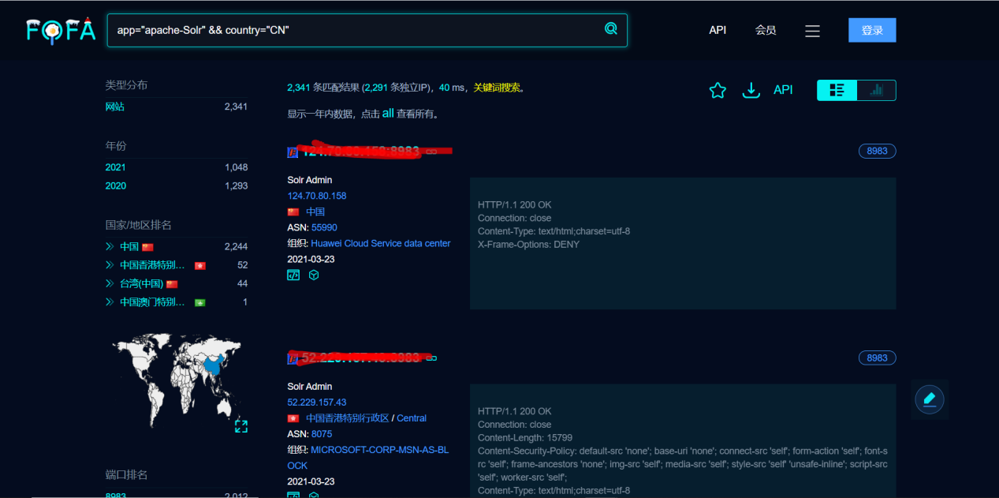 FOFA
app="apache-Solr" && country="CN"
API
会员
登录
类型分布
网站 2,341
年份
2021 1,048
2020 1,293
国家/地区排名
中国 2,244
中国香港特别... 52
台湾(中国) 44
中国澳门特别... 1
端口排名
8983 2,012
2,341 条匹配结果 (2,291 条独立IP)，40 ms，关键词搜索。
显示一年内数据，点击 all 查看所有。
API
8983
Solr Admin
124.70.80.158
中国
ASN: 55990
组织: Huawei Cloud Service data center
2021-03-23
HTTP/1.1 200 OK
Connection: close
Content-Type: text/html;charset=utf-8
X-Frame-Options: DENY
8983
Solr Admin
52.229.157.43
中国香港特别行政区 / Central
ASN: 8075
组织: MICROSOFT-CORP-MSN-AS-BL
OCK
2021-03-23
HTTP/1.1 200 OK
Connection: close
Content-Length: 15799
Content-Security-Policy: default-src 'none'; base-uri 'none'; connect-src 'self'; form-action 'self'; font-s
rc 'self'; frame-ancestors 'none'; img-src 'self'; media-src 'self'; style-src 'self' 'unsafe-inline'; script-src
'self'; worker-src 'self';
Content-Type: text/html;charset=utf-8